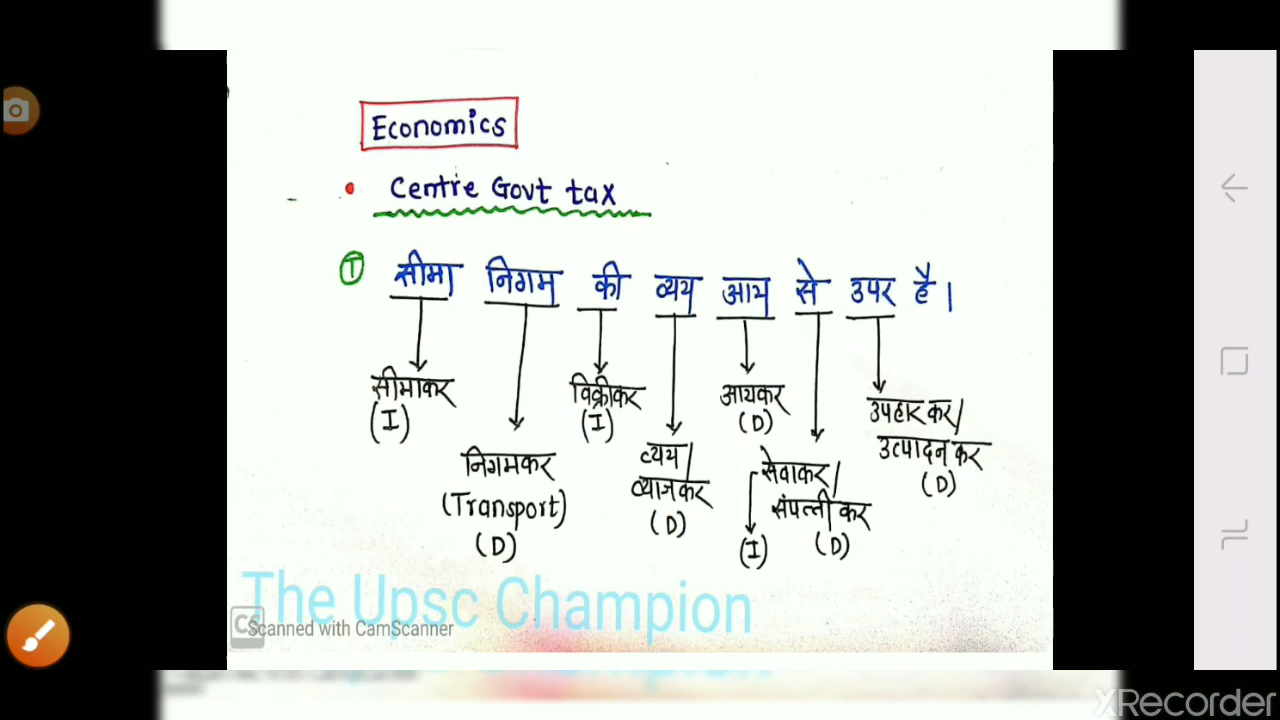 Economics
• Centre Govt tax
T सीमा निगम की व्यय आय से उपर है।
सीमाकर
(I)
निगमकर
(Transport)
(D)
विक्रीकर
(I)
व्यय/
व्याजकर
(D)
आयकर
(D)
सेवाकर/
संपत्नी कर
(I) (D)
उपहार कर/
उत्पादन कर
(D)
The Upsc Champion
CS Scanned with CamScanner
XRecorder